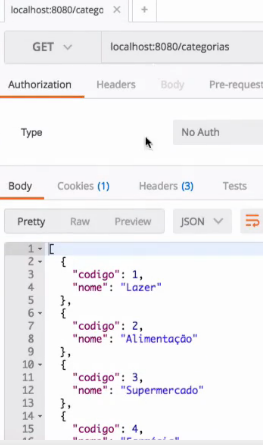 localhost:8080/catego
GET localhost:8080/categorias
Authorization Headers Body Pre-request
Type No Auth
Body Cookies (1) Headers (3) Tests
Pretty Raw Preview JSON
1 [
2 {
3 "codigo": 1,
4 "nome": "Lazer"
5 },
6 {
7 "codigo": 2,
8 "nome": "Alimentação"
9 },
10 {
11 "codigo": 3,
12 "nome": "Supermercado"
13 },
14 {
15 "codigo": 4,